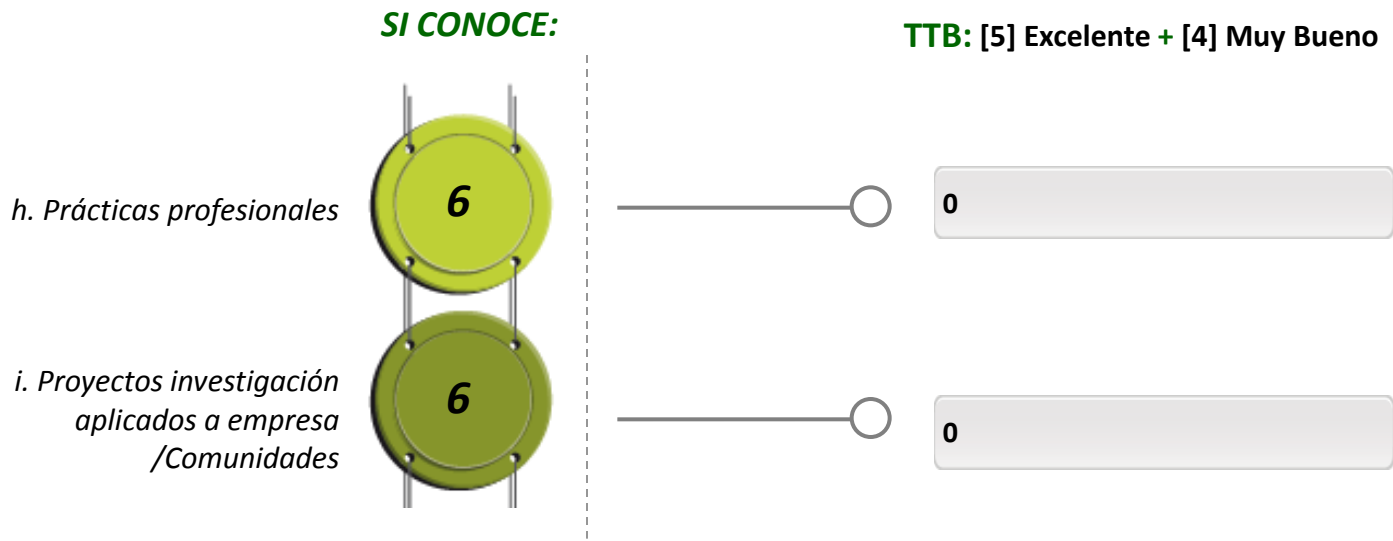 SI CONOCE:
TTB: [5] Excelente + [4] Muy Bueno
h. Prácticas profesionales
6
0
i. Proyectos investigación
aplicados a empresa
/Comunidades
6
0